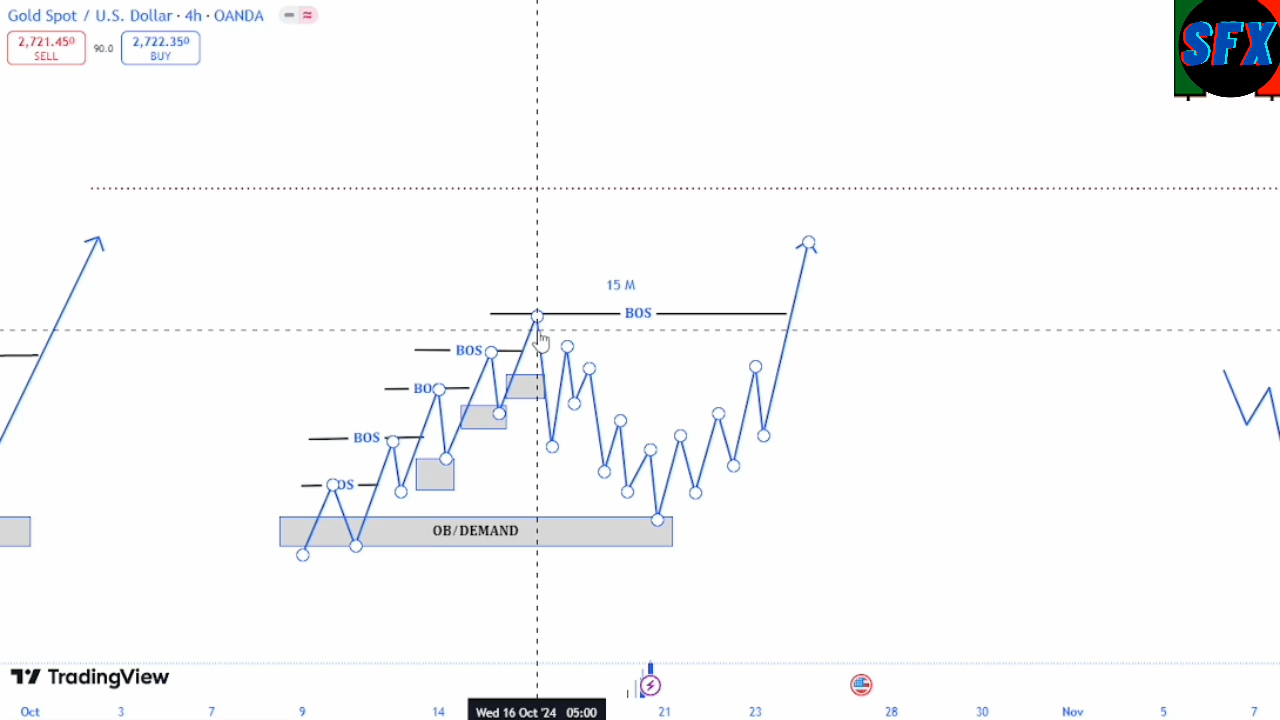 Gold Spot / U.S. Dollar · 4h · OANDA
2,721.450
SELL
90.0
2,722.350
BUY
SFX
15 M
BOS
BOS
BO
BOS
OS
OB/DEMAND
TradingView
Wed 16 Oct '24 05:00
Oct 3 7 9 14 21 23 28 30 Nov 5 7